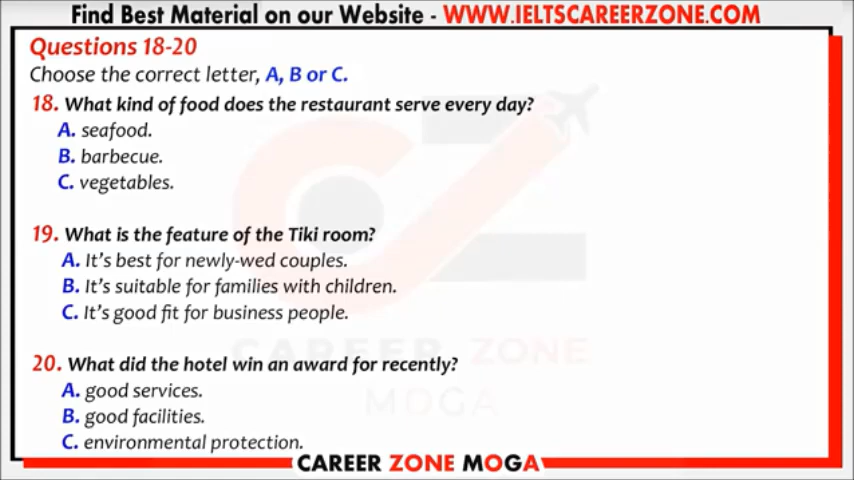 Find Best Material on our Website - WWW.IELTSCAREERZONE.COM
Questions 18-20
Choose the correct letter, A, B or C.
18. What kind of food does the restaurant serve every day?
A. seafood.
B. barbecue.
C. vegetables.
19. What is the feature of the Tiki room?
A. It's best for newly-wed couples.
B. It's suitable for families with children.
C. It's good fit for business people.
CAREER ZONE
20. What did the hotel win an award for recently?
A. good services.
B. good facilities.
MOGA
C. environmental protection.
CAREER ZONE MOGA